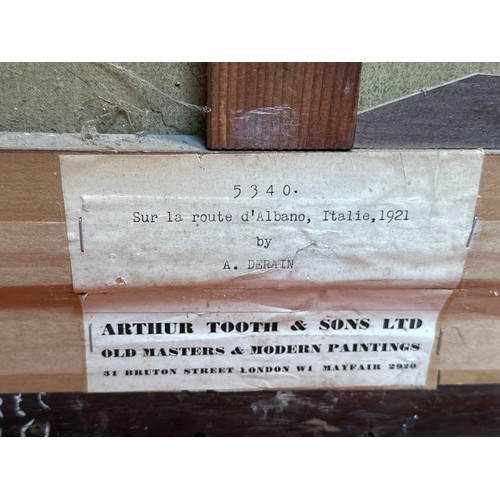 5340.
Sur la route d'Albano, Italie,1921
by
A. DERAIN
ARTHUR TOOTH & SONS LTD
OLD MASTERS & MODERN PAINTINGS
31 BRUTON STREET LONDON W1 MAYFAIR 2920